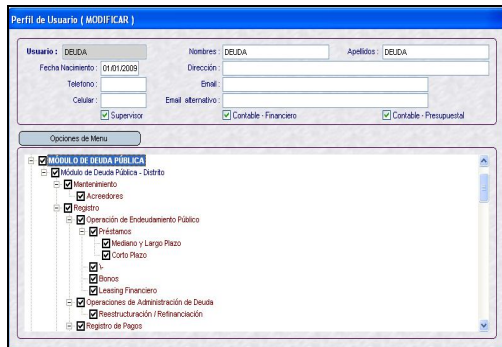 Perfil de Usuario ( MODIFICAR )
Usuario : DEUDA Nombres : DEUDA Apellidos : DEUDA
Fecha Nacimiento : 01/01/2009 Dirección :
Telefono : Email :
Celular : Email alternativo :
Supervisor Contable - Financiero Contable - Presupuestal
Opciones de Menu
MÓDULO DE DEUDA PÚBLICA
Módulo de Deuda Pública - Distrito
Mantenimiento
Acreedores
Registro
Operación de Endeudamiento Público
Préstamos
Mediano y Largo Plazo
Corto Plazo
\-
Bonos
Leasing Financiero
Operaciones de Administración de Deuda
Reestructuración / Refinanciación
Registro de Pagos